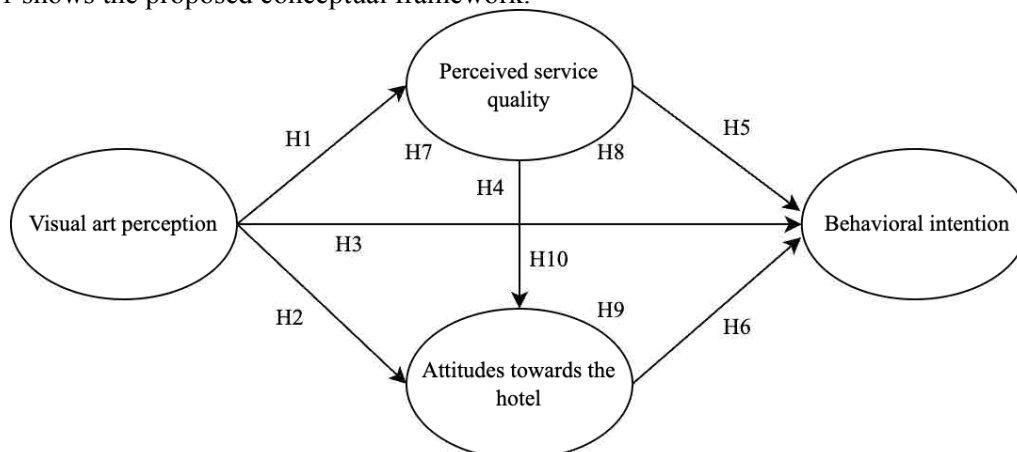 shows the proposed conceptual framework.
Perceived service
quality
H1
H5
H7
H8
H4
Visual art perception
Behavioral intention
H3
H10
H2
H9
H6
Attitudes towards the
hotel